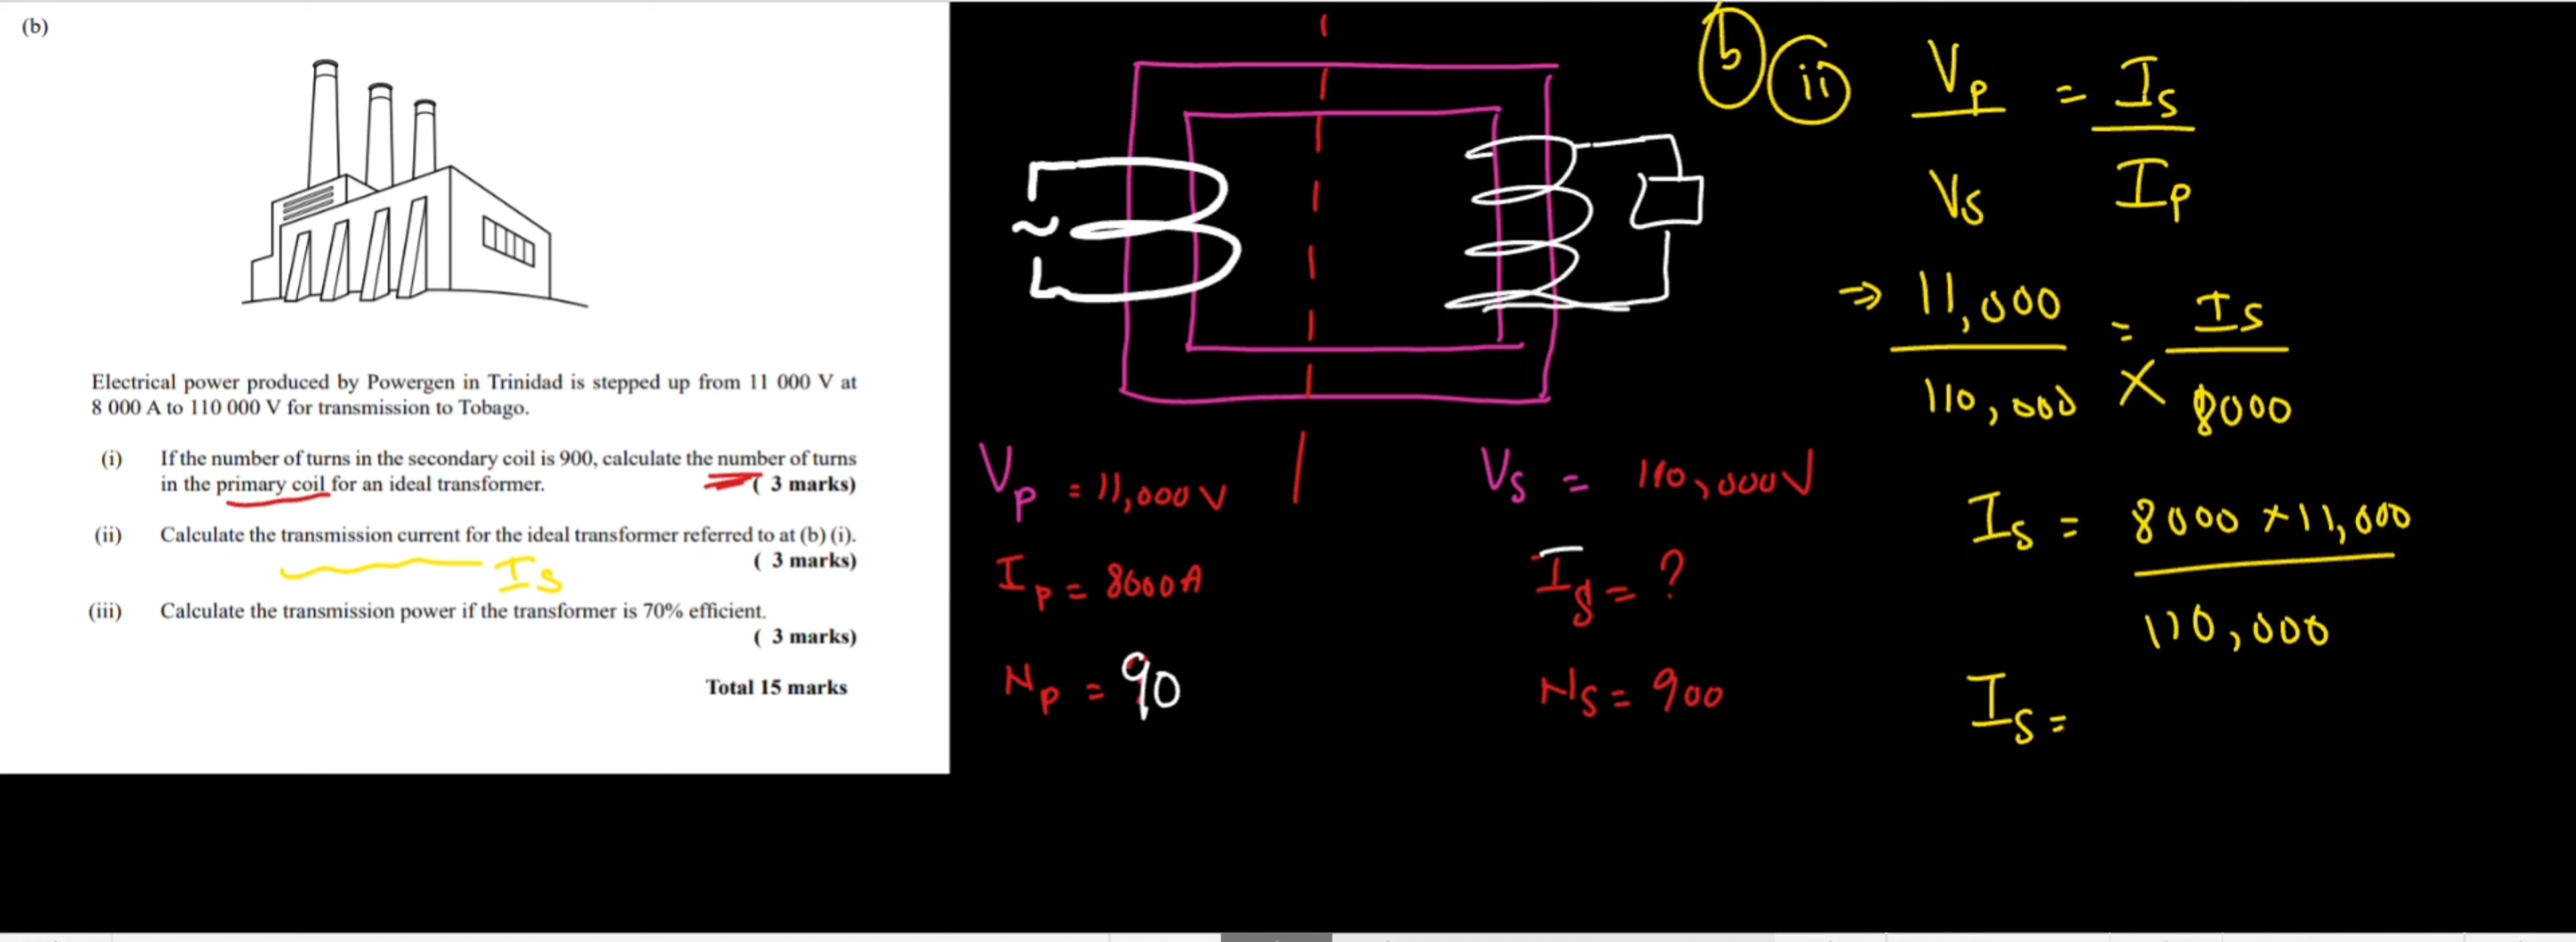 (b)
Electrical power produced by Powergen in Trinidad is stepped up from 11 000 V at
8 000 A to 110 000 V for transmission to Tobago.
(i) If the number of turns in the secondary coil is 900, calculate the number of turns
in the primary coil for an ideal transformer. ( 3 marks)
(ii) Calculate the transmission current for the ideal transformer referred to at (b) (i).
( 3 marks)
Is
(iii) Calculate the transmission power if the transformer is 70% efficient.
( 3 marks)
Total 15 marks
~
Vp = 11,000 V
Vs = 110,000V
Ip = 8000A
Is = ?
Np = 90
Ns = 900
b ii
Vp = Is
Vs Ip
⇒ 11,000 = Is
110,000 × 8000
Is = 8000 × 11,000
110,000
Is =